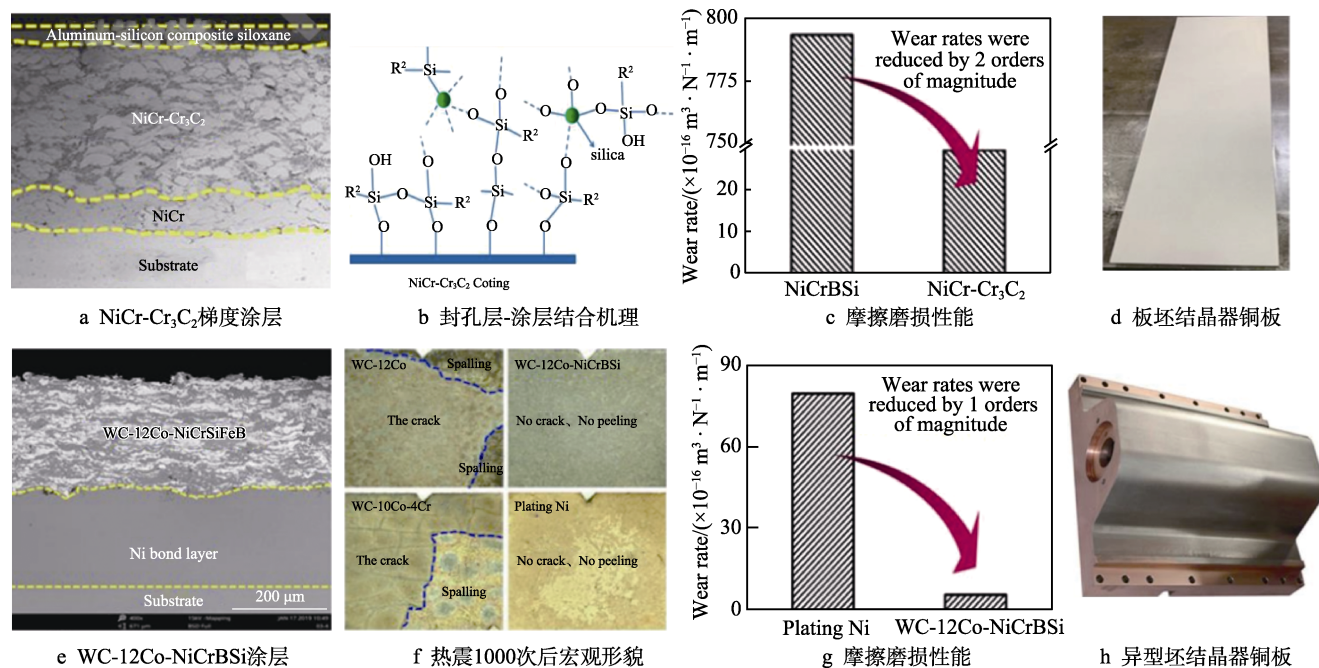 Aluminum-silicon composite siloxane
NiCr-Cr₃C₂
NiCr
Substrate
a NiCr-Cr₃C₂梯度涂层
R² Si
O
O
O Si
R²
O
Si
O
O
silica
O
R²
Si O
OH
OH
R² Si O
O
Si R²
O
Si
O
Si R²
O
O
O
O
NiCr-Cr₃C₂ Coting
b 封孔层-涂层结合机理
Wear rate/(×10⁻¹⁶ m³·N⁻¹·m⁻¹)
800
775
750
20
10
0
Wear rates were
reduced by 2 orders
of magnitude
NiCrBSi NiCr-Cr₃C₂
c 摩擦磨损性能
d 板坯结晶器铜板
WC-12Co-NiCrSiFeB
Ni bond layer
Substrate
200 μm
e WC-12Co-NiCrBSi涂层
WC-12Co
Spalling
The crack
Spalling
WC-12Co-NiCrBSi
No crack、No peeling
WC-10Co-4Cr
The crack
Spalling
Plating Ni
No crack、No peeling
f 热震1000次后宏观形貌
Wear rate/(×10⁻¹⁶ m³·N⁻¹·m⁻¹)
90
60
30
0
Wear rates were
reduced by 1 orders
of magnitude
Plating Ni WC-12Co-NiCrBSi
g 摩擦磨损性能
h 异型坯结晶器铜板